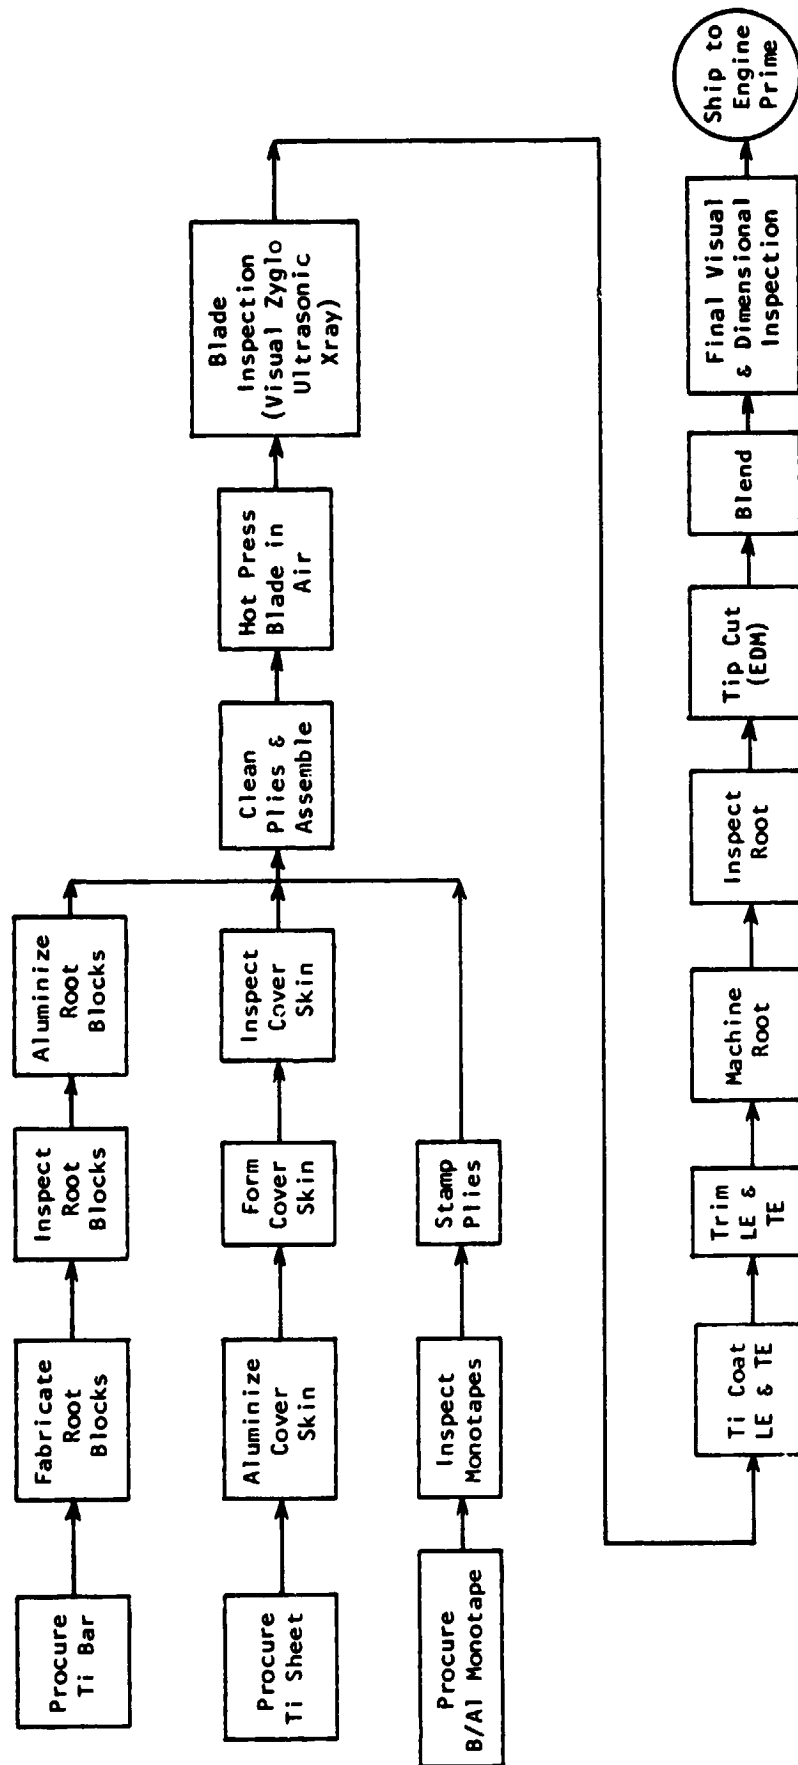 Procure
Ti Bar
Fabricate
Root
Blocks
Inspect
Root
Blocks
Aluminize
Root
Blocks
Procure
Ti Sheet
Aluminize
Cover
Skin
Form
Cover
Skin
Inspect
Cover
Skin
Procure
B/Al Monotape
Inspect
Monotapes
Stamp
Plies
Clean
Plies &
Assemble
Hot Press
Blade in
Air
Blade
Inspection
(Visual Zyglo
Ultrasonic
Xray)
Ti Coat
LE & TE
Trim
LE &
TE
Machine
Root
Inspect
Root
Tip Cut
(EDM)
Blend
Final Visual
& Dimensional
Inspection
Ship to
Engine
Prime